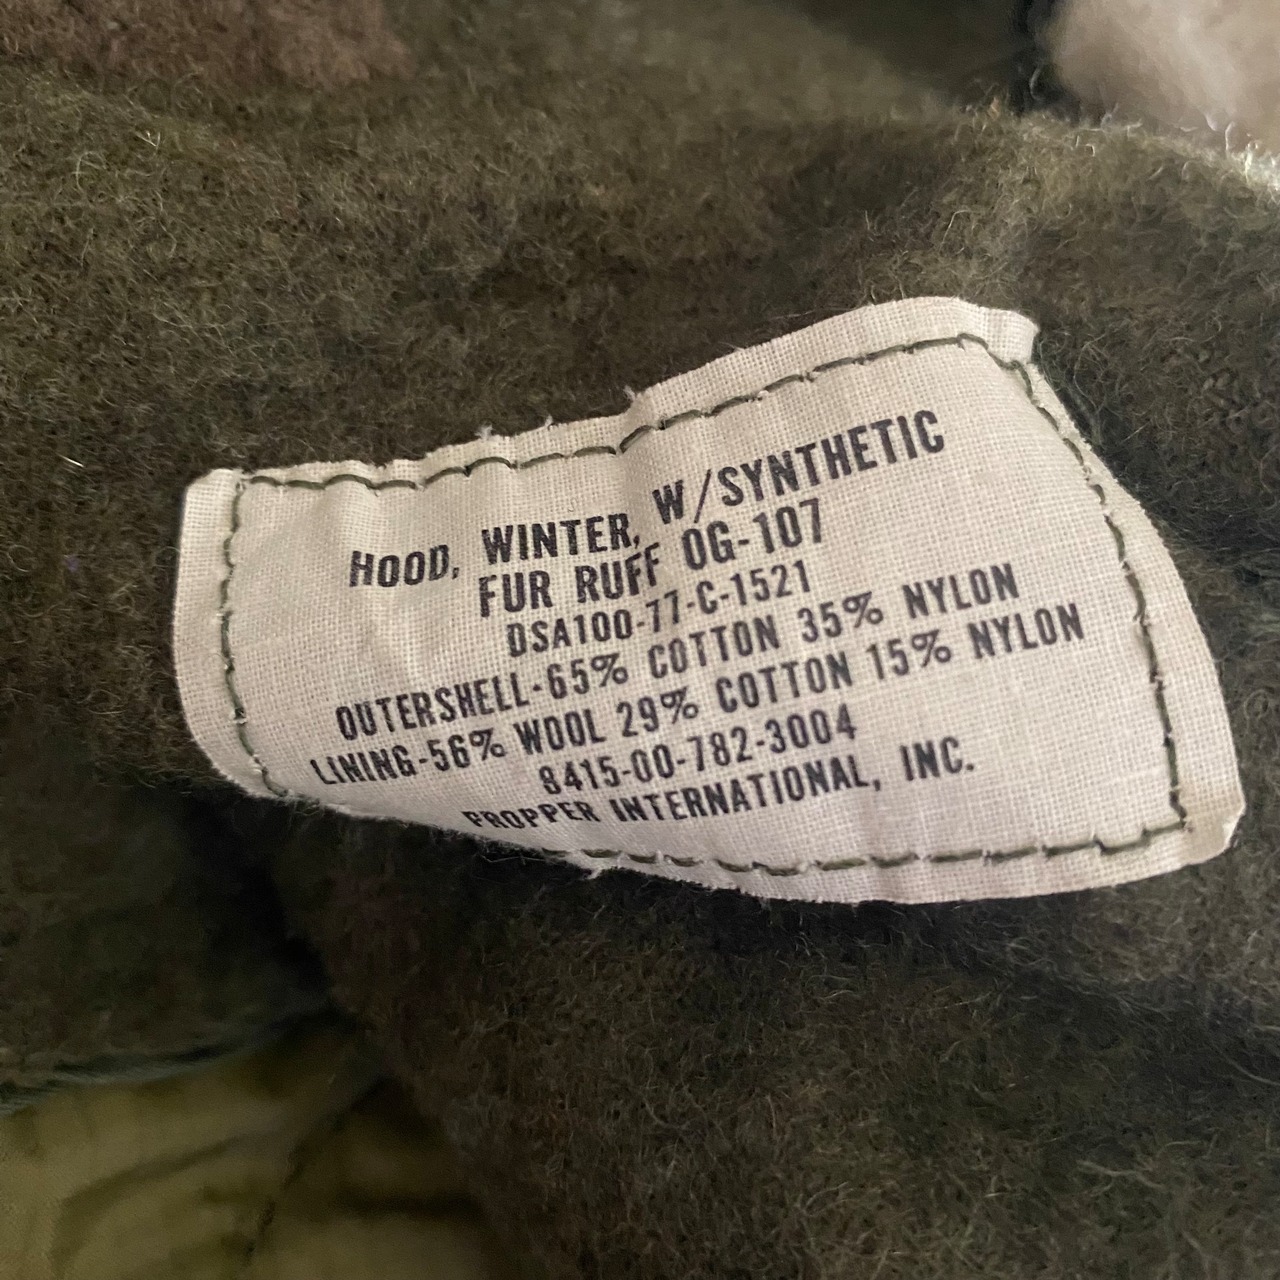 HOOD, WINTER, W/SYNTHETIC
FUR RUFF OG-107
DSA100-77-C-1521
OUTERSHELL-65% COTTON 35% NYLON
LINING-56% WOOL 29% COTTON 15% NYLON
8415-00-782-3004
PROPPER INTERNATIONAL, INC.